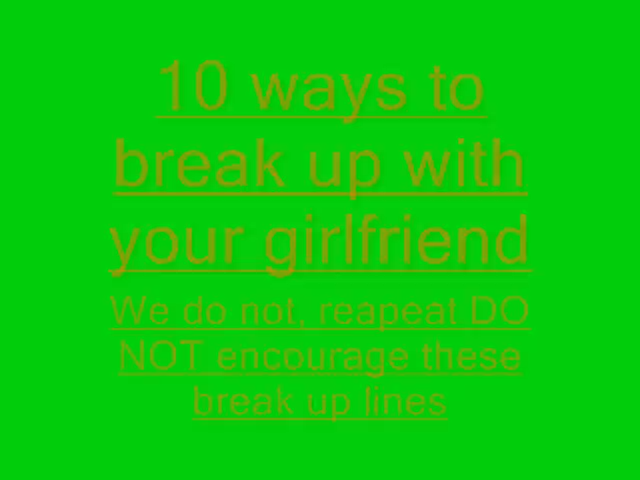 10 ways to
break up with
your girlfriend
We do not, reapeat DO
NOT encourage these
break up lines